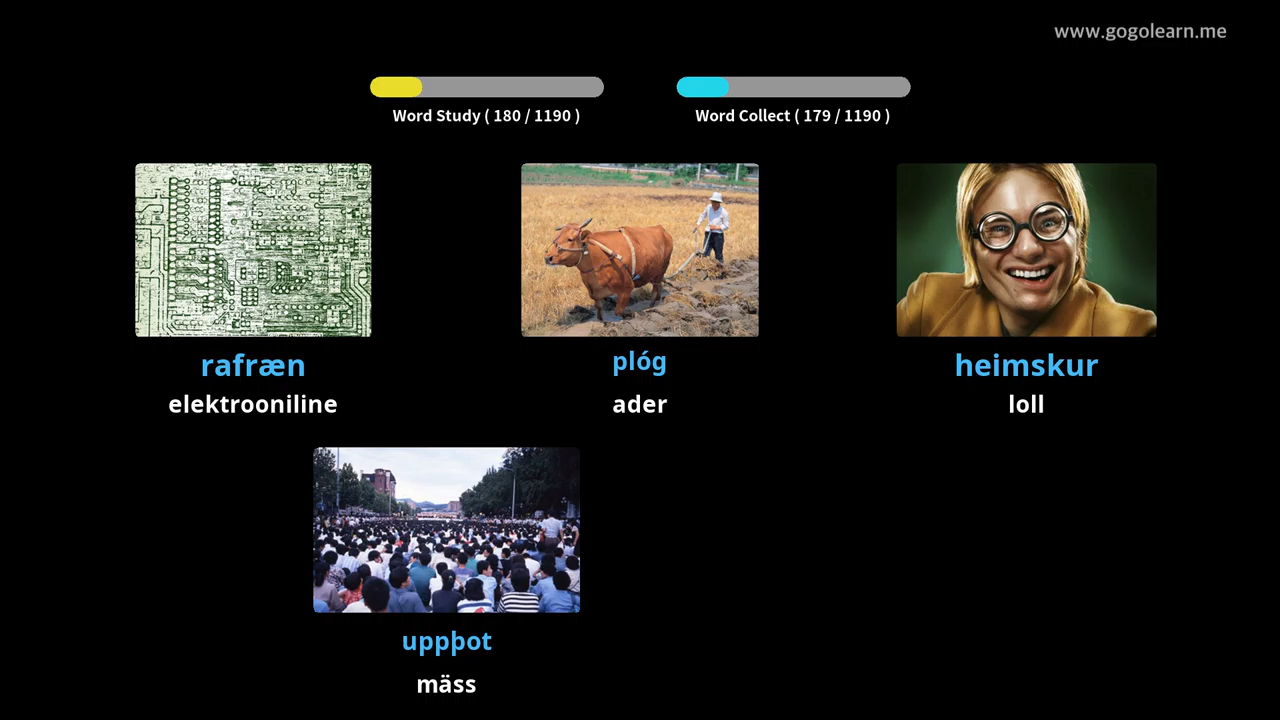 www.gogolearn.me
Word Study ( 180 / 1190 )
Word Collect ( 179 / 1190 )
rafræn
elektrooniline
plóg
ader
heimskur
loll
uppþot
mäss